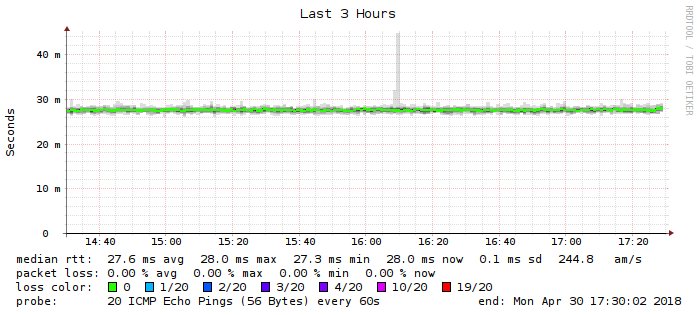 Last 3 Hours
RRDTOOL / TOBI OETIKER
Seconds
40 m
30 m
20 m
10 m
0
14:40 15:00 15:20 15:40 16:00 16:20 16:40 17:00 17:20
median rtt: 27.6 ms avg 28.0 ms max 27.3 ms min 28.0 ms now 0.1 ms sd 244.8 am/s
packet loss: 0.00 % avg 0.00 % max 0.00 % min 0.00 % now
loss color: 0 1/20 2/20 3/20 4/20 10/20 19/20
probe: 20 ICMP Echo Pings (56 Bytes) every 60s end: Mon Apr 30 17:30:02 2018